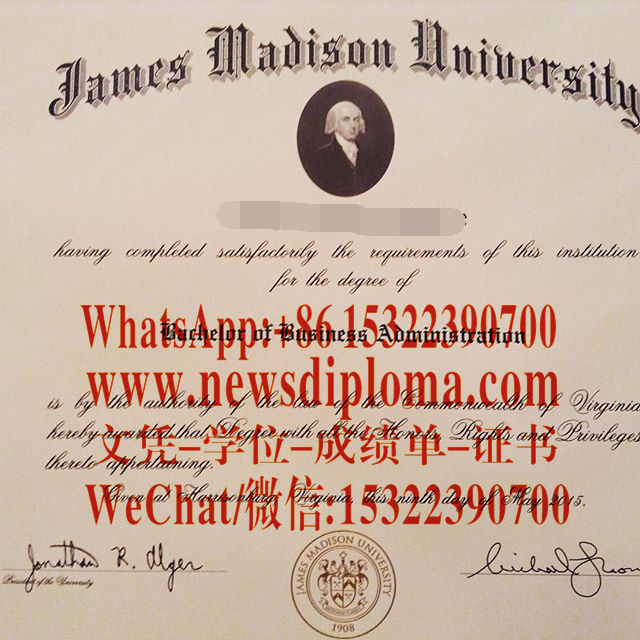 James Madison University
having completed satisfactorily the requirements of this institution
for the degree of
WhatsApp:+86 15322390700
Bachelor of Business Administration
www.newsdiploma.com
is by the authority of the law of the Commonwealth of Virginia
hereby awarded that Degree with all the Honors, Rights and Privileges
文凭–学位–成绩单–证书
thereto appertaining.
Given at Harrisonburg, Virginia, this ninth day of May 2015.
WeChat/微信:15322390700
Jonathan R. Alger
President of the University
JAMES MADISON UNIVERSITY
1908